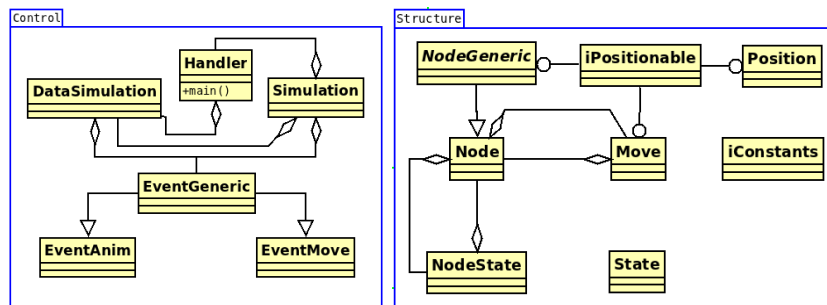 Control
Handler
+main()
DataSimulation
Simulation
EventGeneric
EventAnim
EventMove
Structure
NodeGeneric
iPositionable
Position
Node
Move
iConstants
NodeState
State